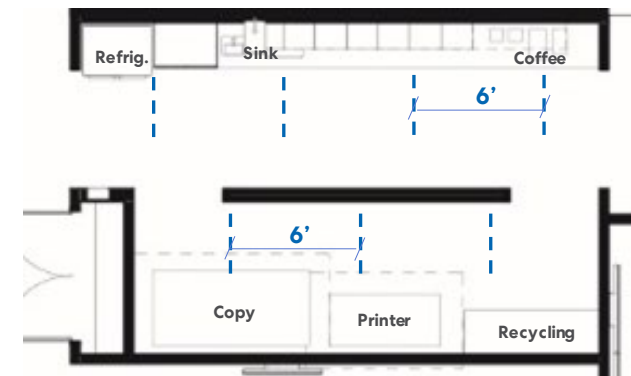 Refrig.
Sink
Coffee
6’
6’
Copy
Printer
Recycling